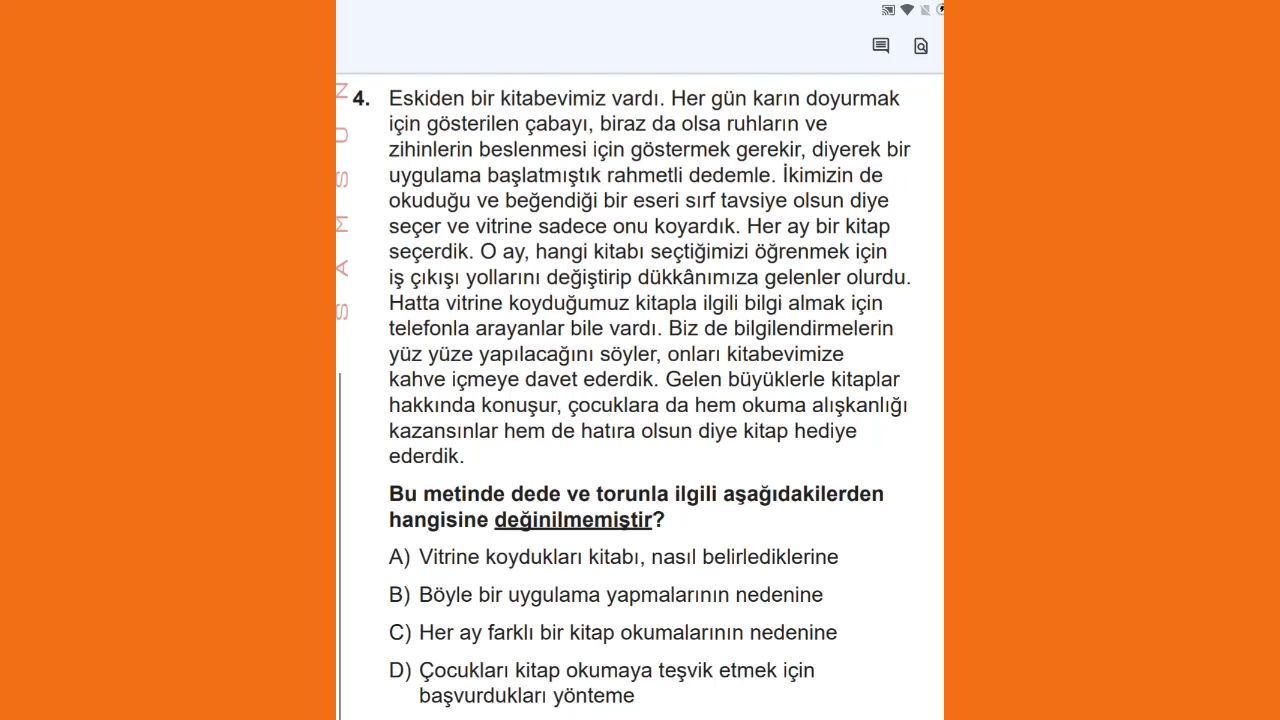 4. Eskiden bir kitabevimiz vardı. Her gün karın doyurmak
için gösterilen çabayı, biraz da olsa ruhların ve
zihinlerin beslenmesi için göstermek gerekir, diyerek bir
uygulama başlatmıştık rahmetli dedemle. İkimizin de
okuduğu ve beğendiği bir eseri sırf tavsiye olsun diye
seçer ve vitrine sadece onu koyardık. Her ay bir kitap
seçerdik. O ay, hangi kitabı seçtiğimizi öğrenmek için
iş çıkışı yollarını değiştirip dükkânımıza gelenler olurdu.
Hatta vitrine koyduğumuz kitapla ilgili bilgi almak için
telefonla arayanlar bile vardı. Biz de bilgilendirmelerin
yüz yüze yapılacağını söyler, onları kitabevimize
kahve içmeye davet ederdik. Gelen büyüklerle kitaplar
hakkında konuşur, çocuklara da hem okuma alışkanlığı
kazansınlar hem de hatıra olsun diye kitap hediye
ederdik.
Bu metinde dede ve torunla ilgili aşağıdakilerden
hangisine değinilmemiştir?
A) Vitrine koydukları kitabı, nasıl belirlediklerine
B) Böyle bir uygulama yapmalarının nedenine
C) Her ay farklı bir kitap okumalarının nedenine
D) Çocukları kitap okumaya teşvik etmek için
başvurdukları yönteme
SAMSUN